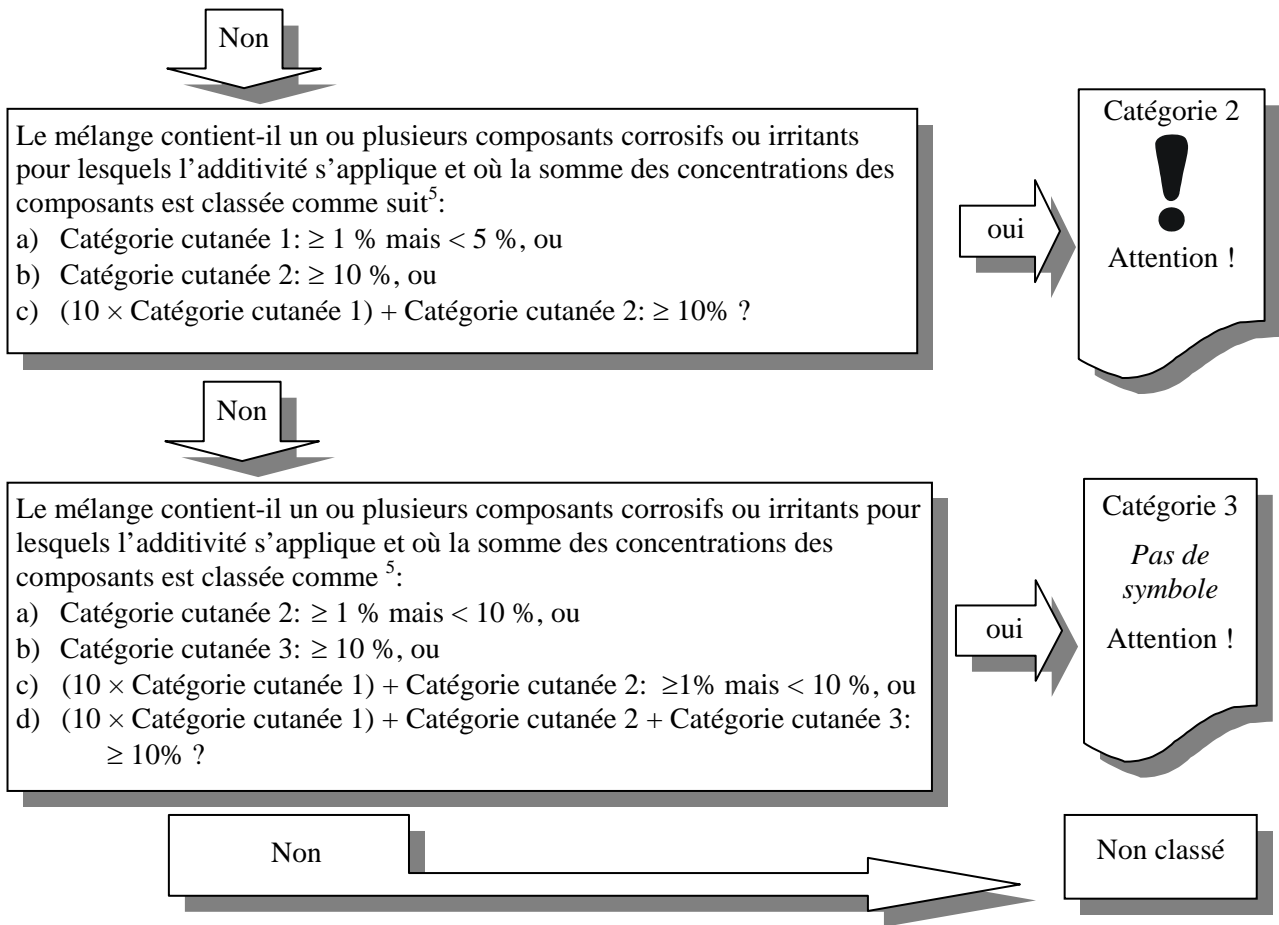 Non
Le mélange contient-il un ou plusieurs composants corrosifs ou irritants
pour lesquels l’additivité s’applique et où la somme des concentrations des
composants est classée comme suit⁵:
a) Catégorie cutanée 1: ≥ 1 % mais < 5 %, ou
b) Catégorie cutanée 2: ≥ 10 %, ou
c) (10 × Catégorie cutanée 1) + Catégorie cutanée 2: ≥ 10% ?
oui
Catégorie 2
!
Attention !
Non
Le mélange contient-il un ou plusieurs composants corrosifs ou irritants pour
lesquels l’additivité s’applique et où la somme des concentrations des
composants est classée comme ⁵:
a) Catégorie cutanée 2: ≥ 1 % mais < 10 %, ou
b) Catégorie cutanée 3: ≥ 10 %, ou
c) (10 × Catégorie cutanée 1) + Catégorie cutanée 2: ≥1% mais < 10 %, ou
d) (10 × Catégorie cutanée 1) + Catégorie cutanée 2 + Catégorie cutanée 3:
≥ 10% ?
oui
Catégorie 3
Pas de
symbole
Attention !
Non
Non classé